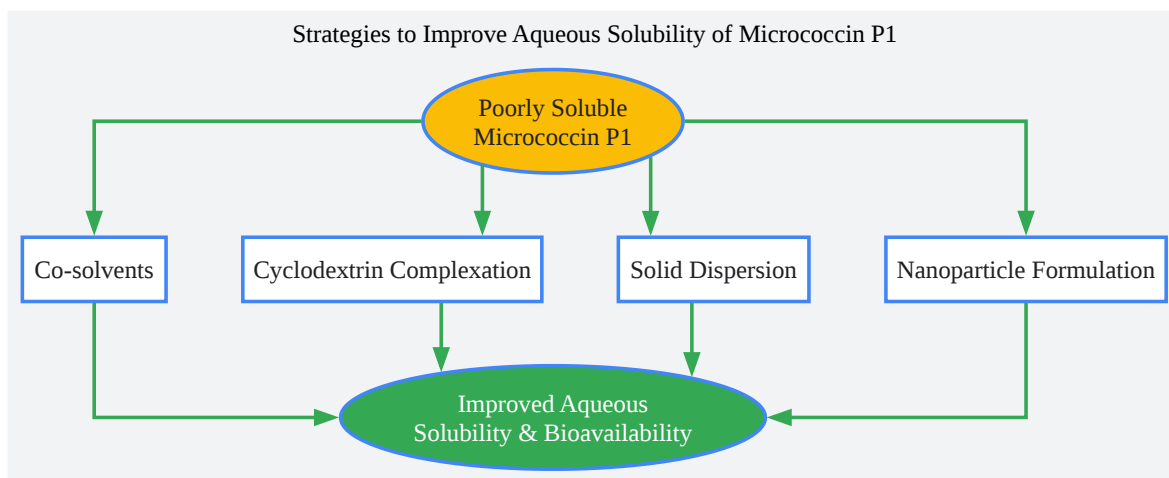 Strategies to Improve Aqueous Solubility of Micrococcin P1
Poorly Soluble
Micrococcin P1
Co-solvents
Cyclodextrin Complexation
Solid Dispersion
Nanoparticle Formulation
Improved Aqueous
Solubility & Bioavailability